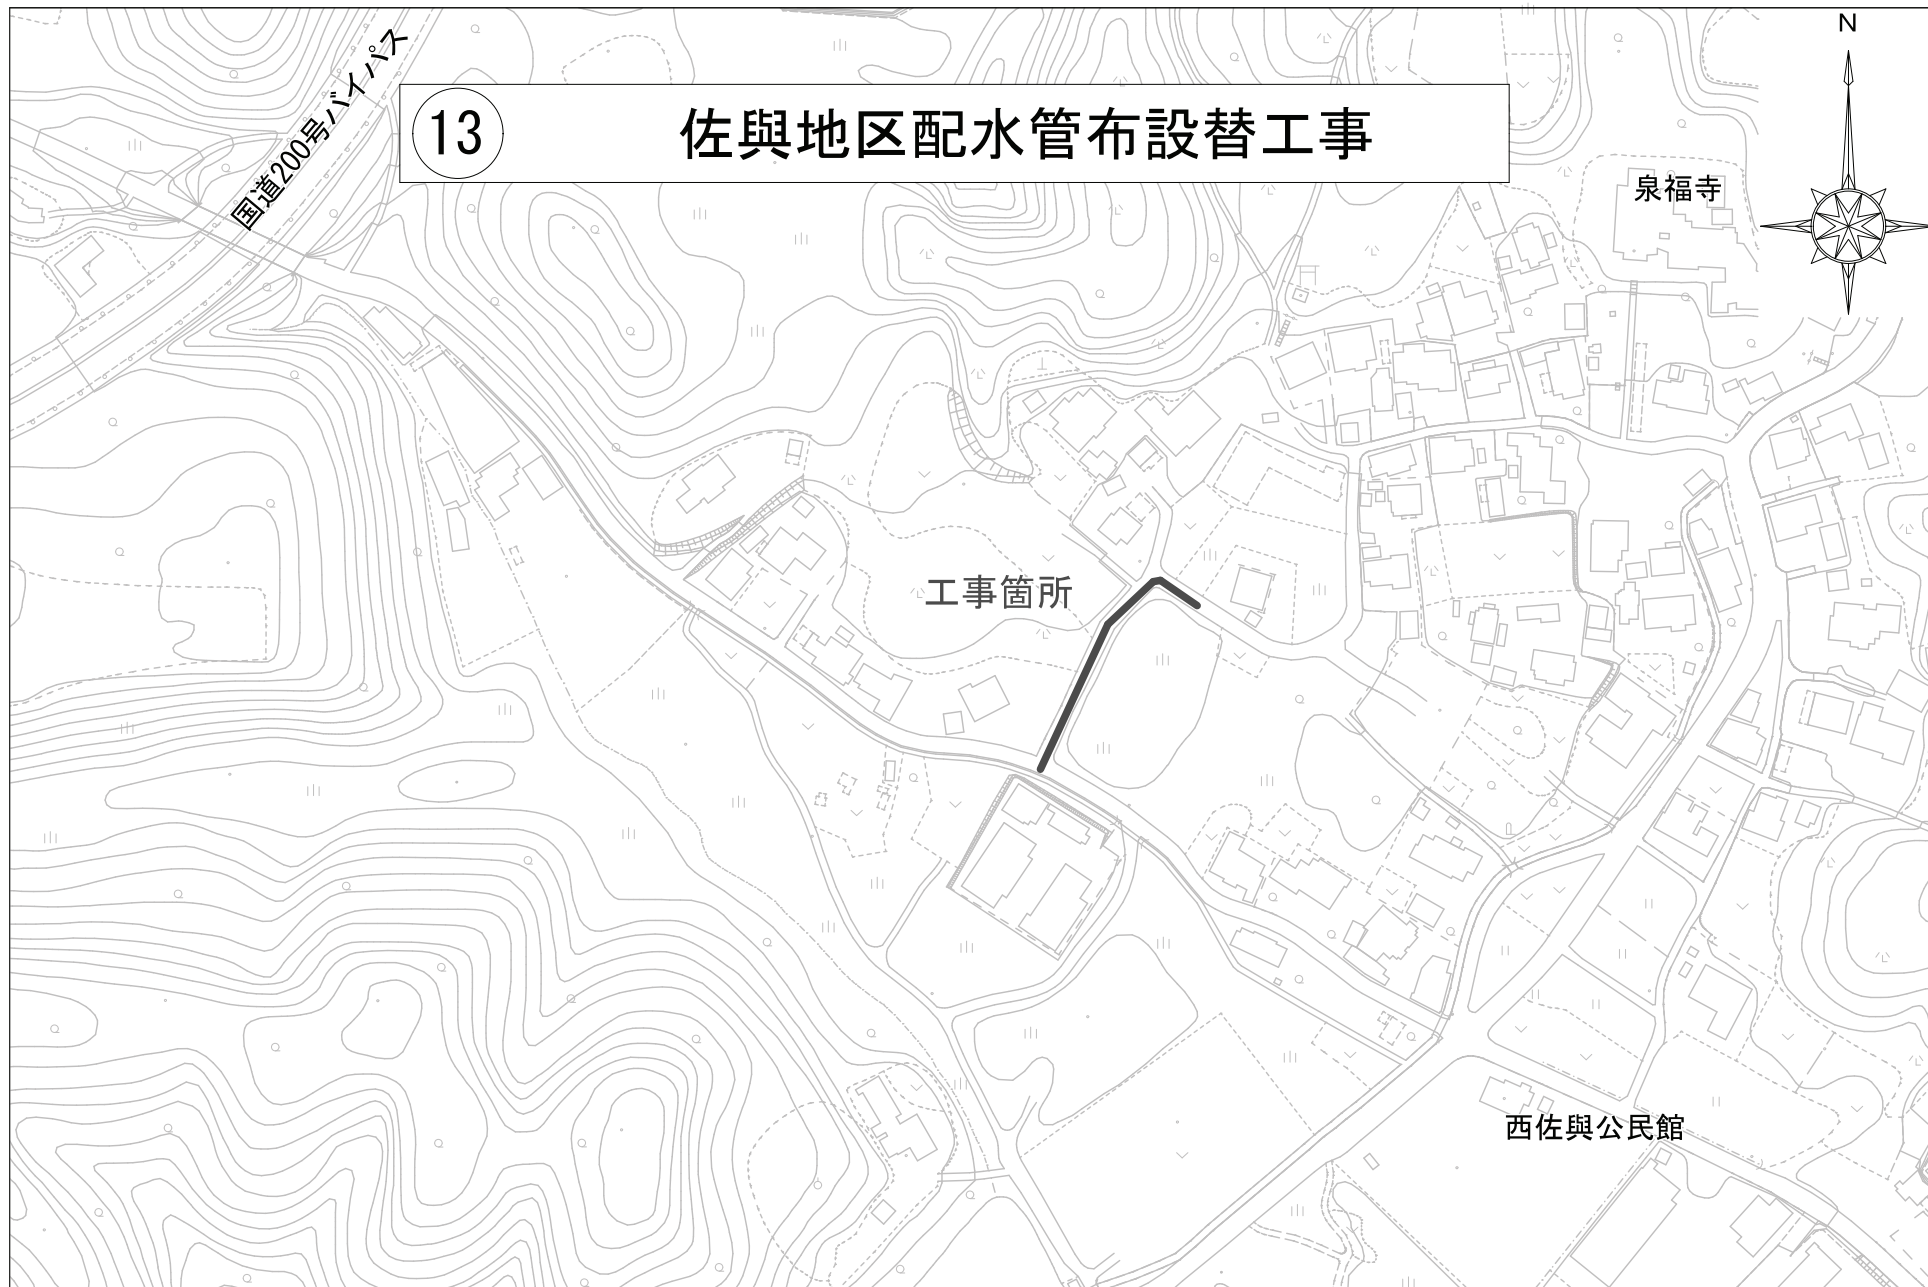 N
国道200号バイパス
13 佐與地区配水管布設替工事
泉福寺
工事箇所
西佐與公民館